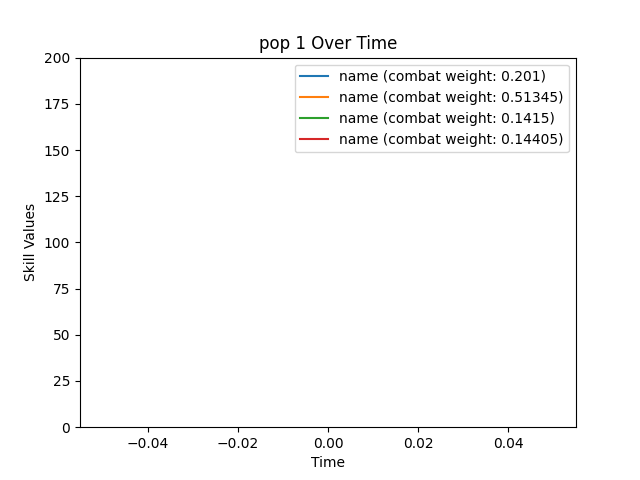 pop 1 Over Time
200
175
150
125
100
75
50
25
0
Skill Values
name (combat weight: 0.201)
name (combat weight: 0.51345)
name (combat weight: 0.1415)
name (combat weight: 0.14405)
−0.04 −0.02 0.00 0.02 0.04
Time